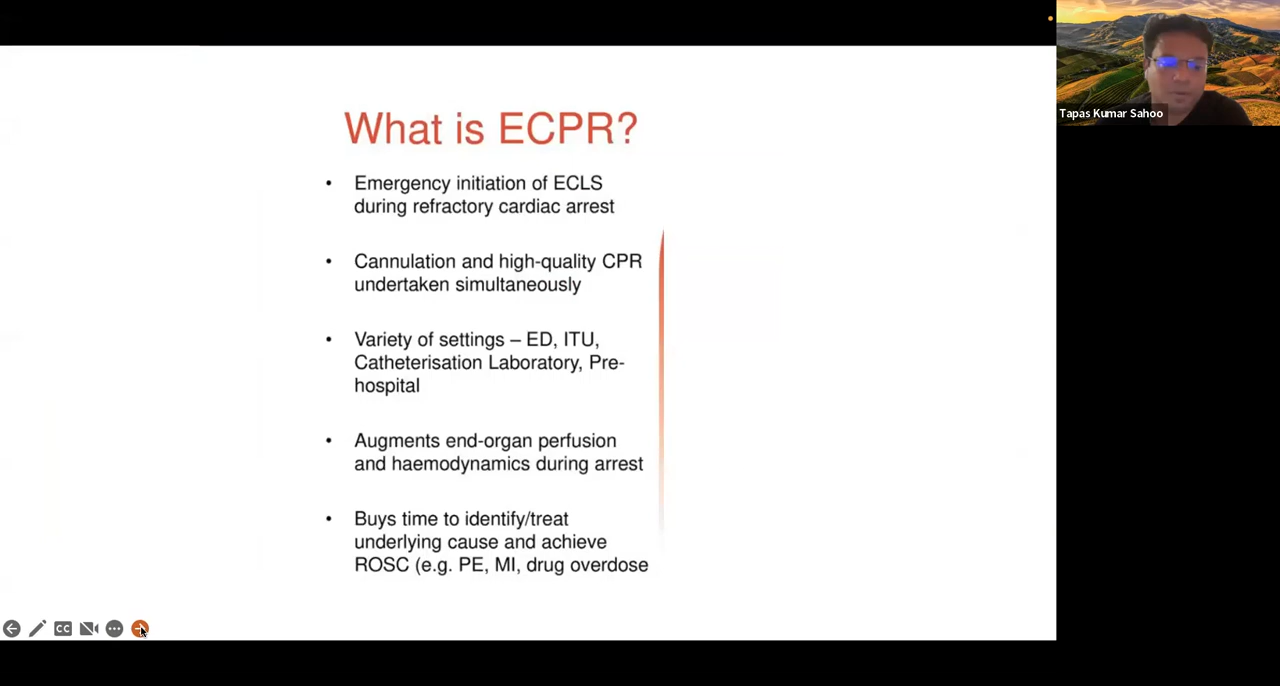 What is ECPR?
• Emergency initiation of ECLS
during refractory cardiac arrest
• Cannulation and high-quality CPR
undertaken simultaneously
• Variety of settings – ED, ITU,
Catheterisation Laboratory, Pre-
hospital
• Augments end-organ perfusion
and haemodynamics during arrest
• Buys time to identify/treat
underlying cause and achieve
ROSC (e.g. PE, MI, drug overdose
Tapas Kumar Sahoo
CC